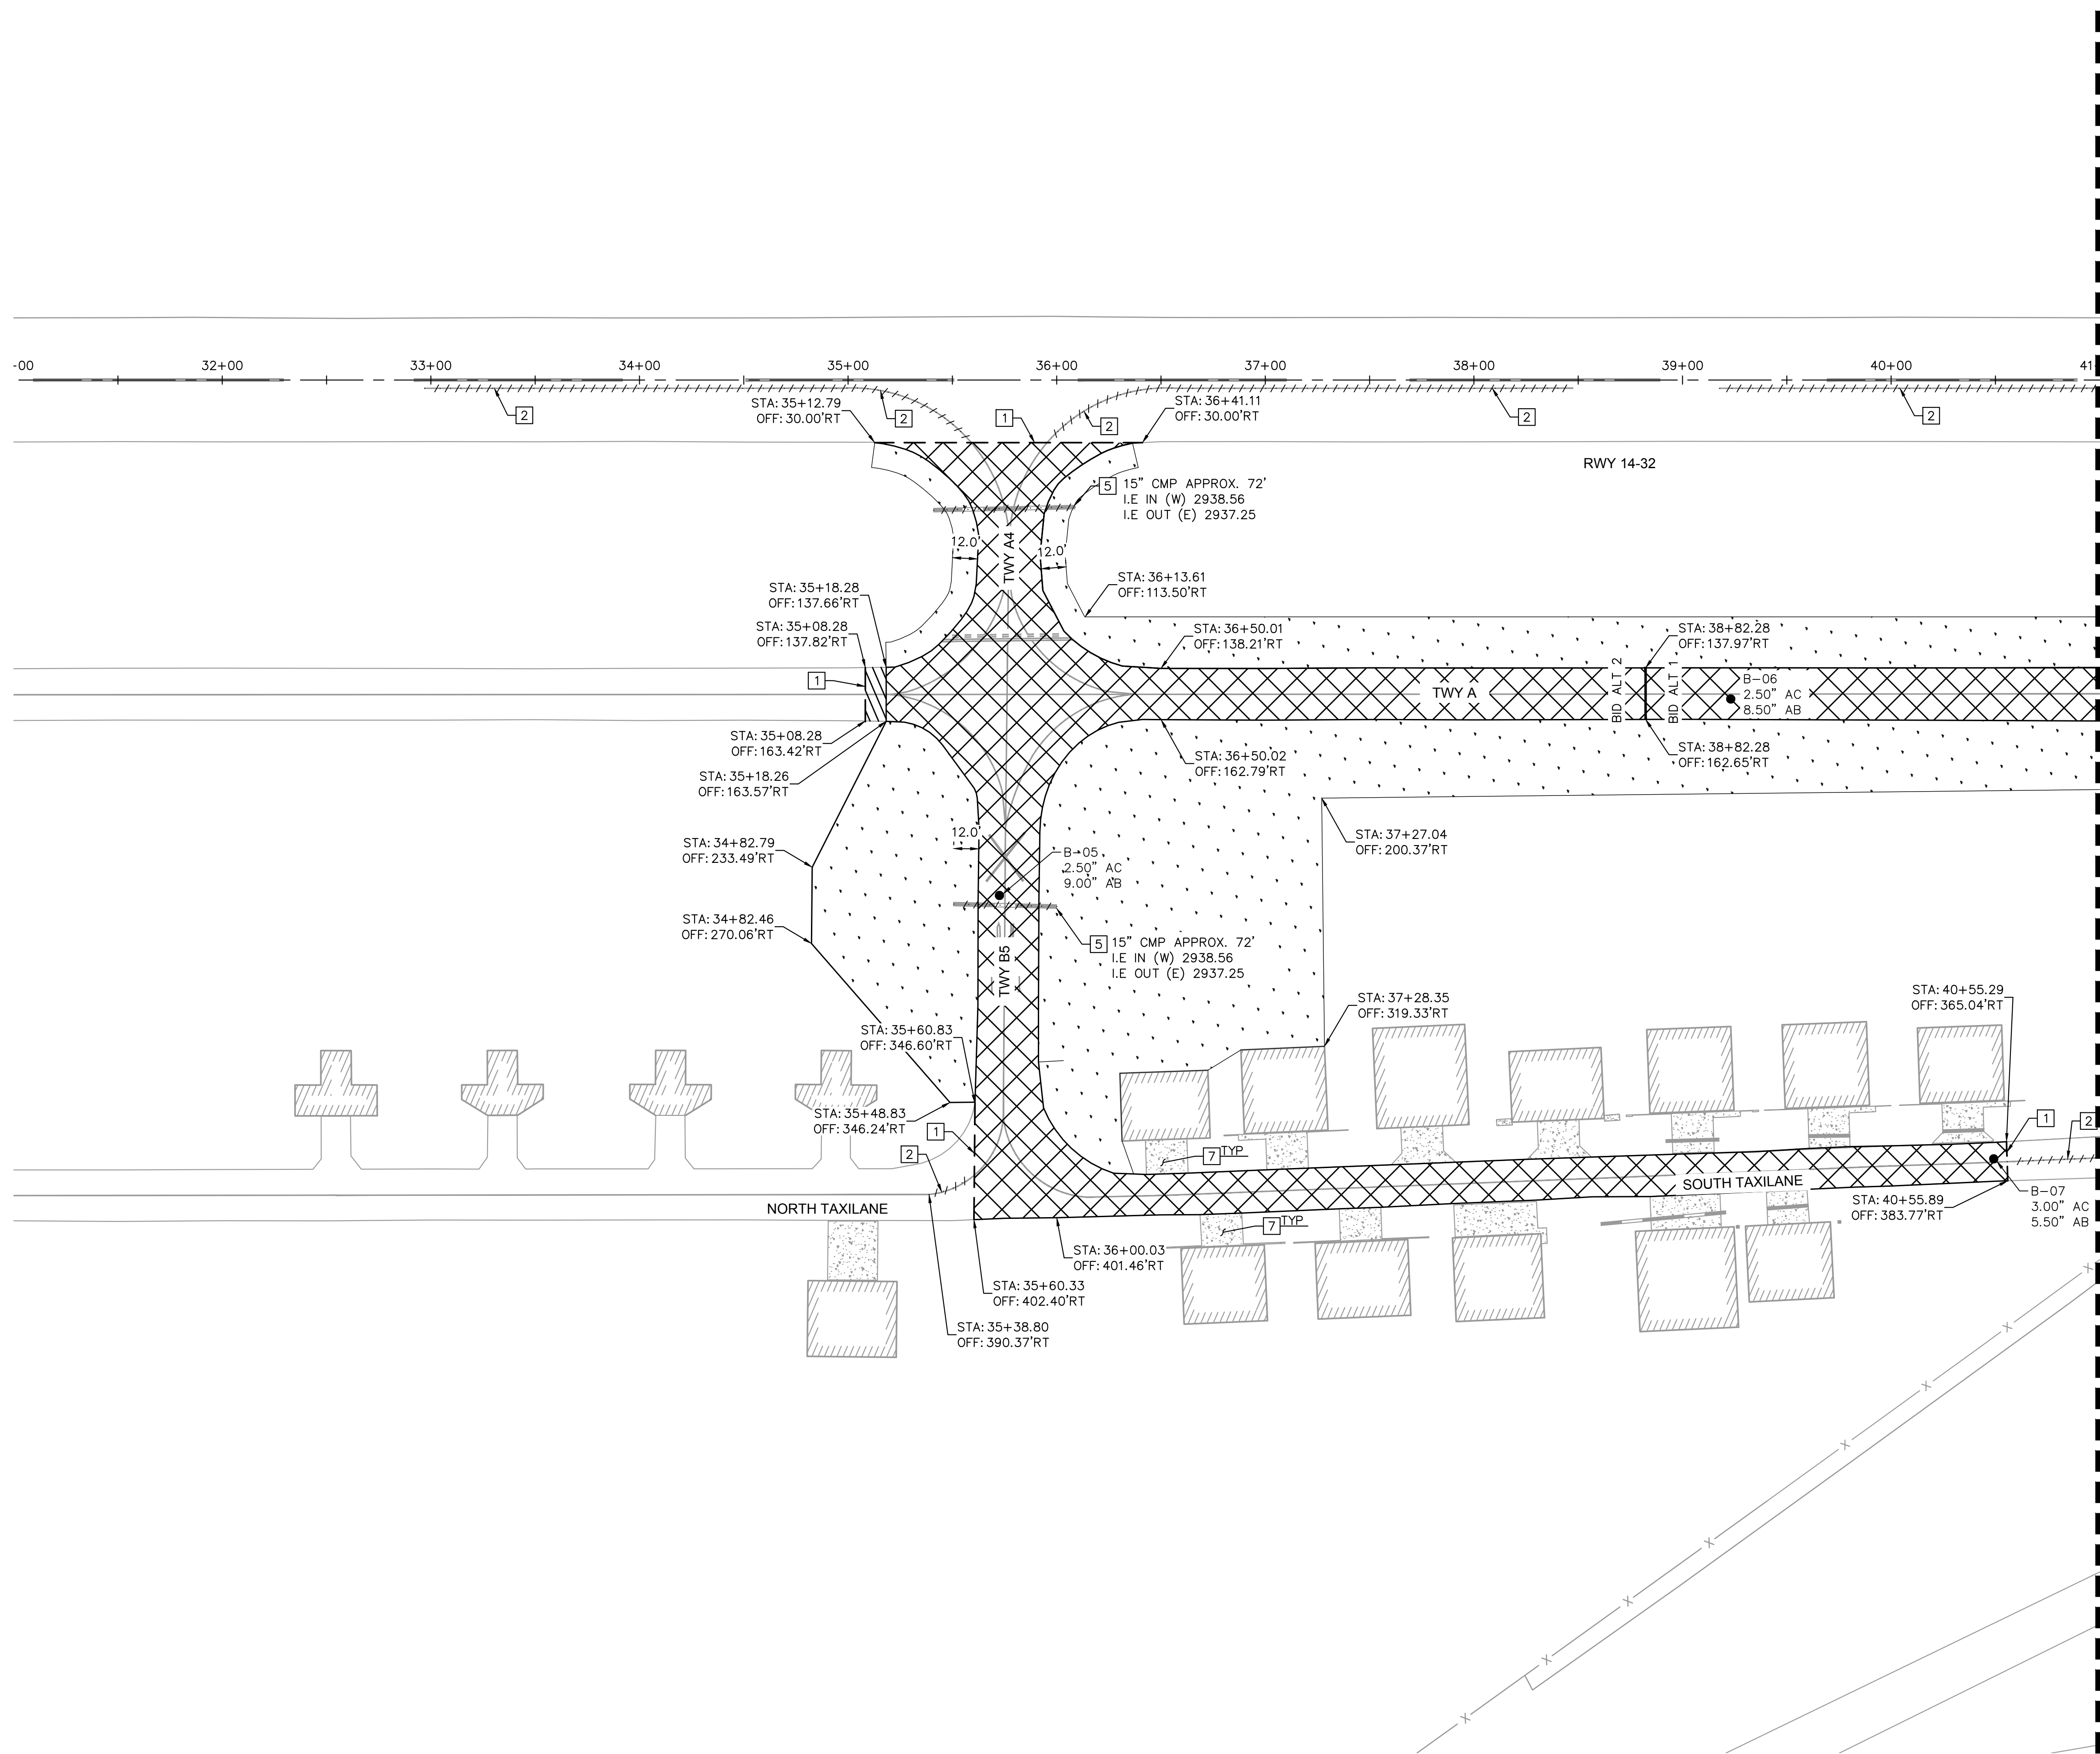 -00
32+00
33+00
34+00
35+00
36+00
37+00
38+00
39+00
40+00
41
2
STA: 35+12.79
OFF: 30.00'RT
2
1
2
STA: 36+41.11
OFF: 30.00'RT
2
2
RWY 14-32
5
15" CMP APPROX. 72'
I.E IN (W) 2938.56
I.E OUT (E) 2937.25
12.0'
TWY A4
12.0'
STA: 35+18.28
OFF: 137.66'RT
STA: 36+13.61
OFF: 113.50'RT
STA: 35+08.28
OFF: 137.82'RT
STA: 36+50.01
OFF: 138.21'RT
STA: 38+82.28
OFF: 137.97'RT
1
TWY A
BID ALT 2
BID ALT 1
B-06
2.50" AC
8.50" AB
STA: 35+08.28
OFF: 163.42'RT
STA: 36+50.02
OFF: 162.79'RT
STA: 38+82.28
OFF: 162.65'RT
STA: 35+18.26
OFF: 163.57'RT
12.0'
STA: 34+82.79
OFF: 233.49'RT
B-05
2.50" AC
9.00" AB
STA: 37+27.04
OFF: 200.37'RT
STA: 34+82.46
OFF: 270.06'RT
5
15" CMP APPROX. 72'
I.E IN (W) 2938.56
I.E OUT (E) 2937.25
TWY B5
STA: 37+28.35
OFF: 319.33'RT
STA: 40+55.29
OFF: 365.04'RT
STA: 35+60.83
OFF: 346.60'RT
STA: 35+48.83
OFF: 346.24'RT
1
2
7
TYP
1
2
NORTH TAXILANE
SOUTH TAXILANE
STA: 40+55.89
OFF: 383.77'RT
B-07
3.00" AC
5.50" AB
7
TYP
STA: 36+00.03
OFF: 401.46'RT
STA: 35+60.33
OFF: 402.40'RT
STA: 35+38.80
OFF: 390.37'RT
X
X
X
X
X
X
X
X